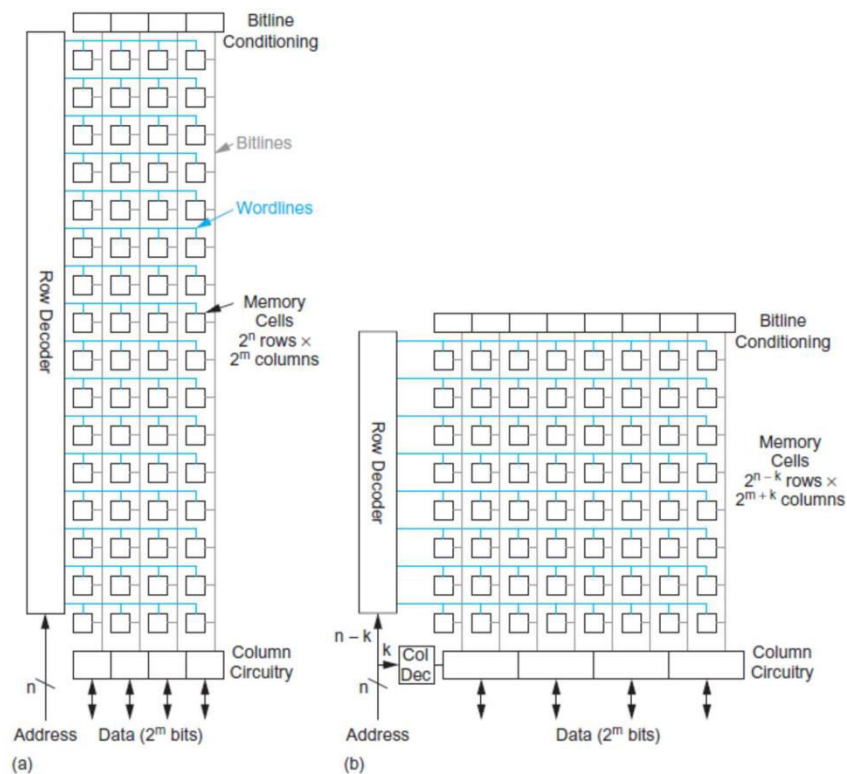 Bitline
Conditioning
Bitlines
Wordlines
Row Decoder
Memory
Cells
2ⁿ rows ×
2ᵐ columns
Column
Circuitry
n
Address
Data (2ᵐ bits)
(a)
Bitline
Conditioning
Row Decoder
Memory
Cells
2ⁿ⁻ᵏ rows ×
2ᵐ⁺ᵏ columns
n – k
k
Col
Dec
Column
Circuitry
n
Address
Data (2ᵐ bits)
(b)